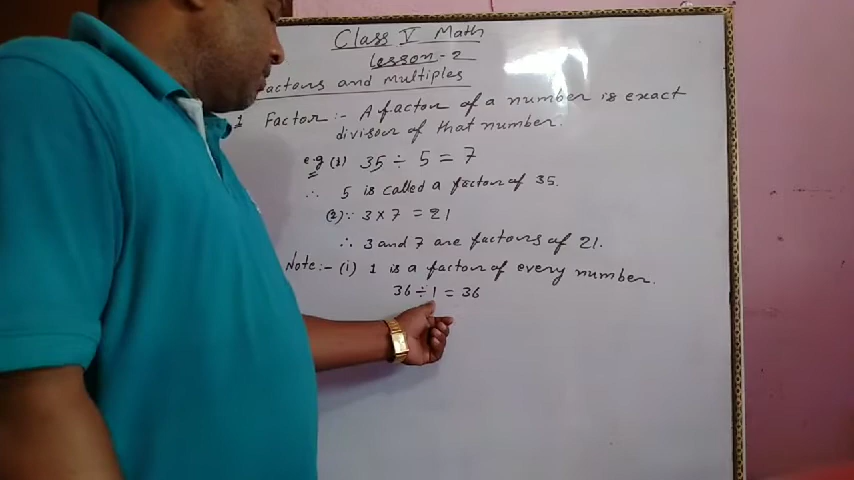 Class V Math
Lesson-2
Factors and multiples
1 Factor:- A factor of a number is exact
divisor of that number.
e.g (1) 35 ÷ 5 = 7
∴ 5 is called a factor of 35.
(2) ∵ 3 × 7 = 21
∴ 3 and 7 are factors of 21.
Note:- (i) 1 is a factor of every number.
36 ÷ 1 = 36